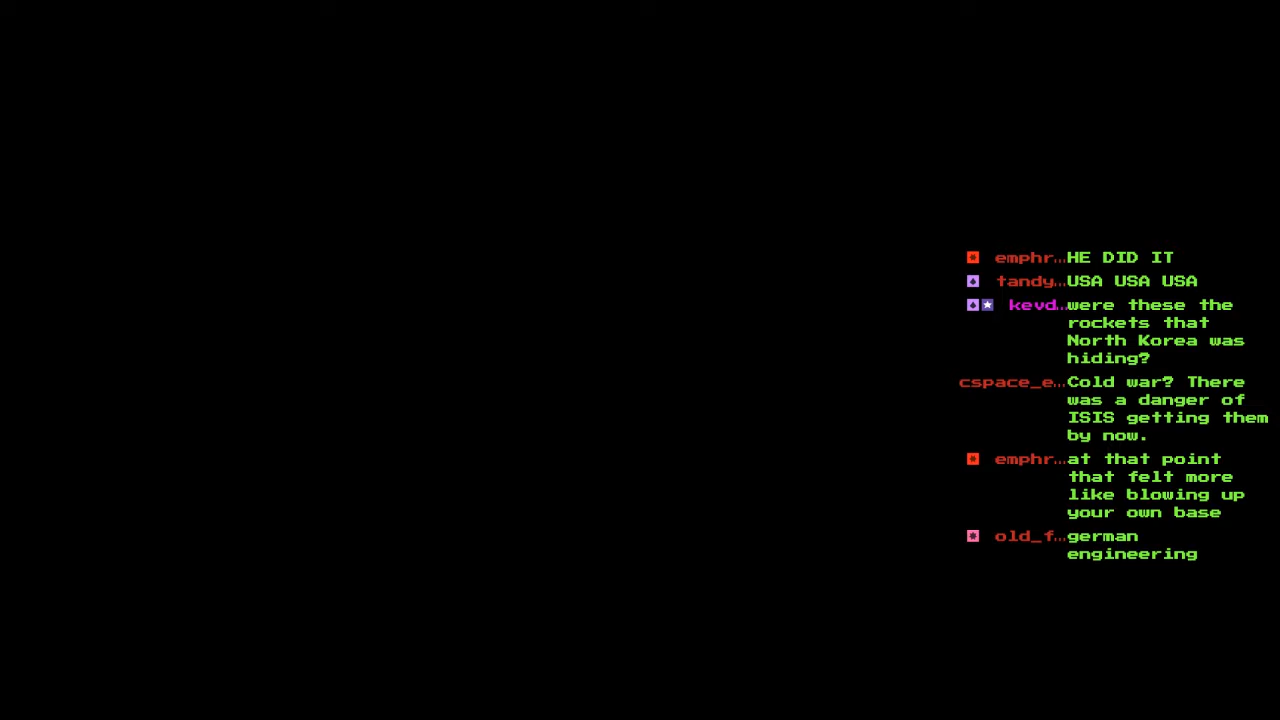 emphr…HE DID IT
tandy…USA USA USA
kevd…were these the
rockets that
North Korea was
hiding?
cspace_e…Cold war? There
was a danger of
ISIS getting them
by now.
emphr…at that point
that felt more
like blowing up
your own base
old_f…german
engineering